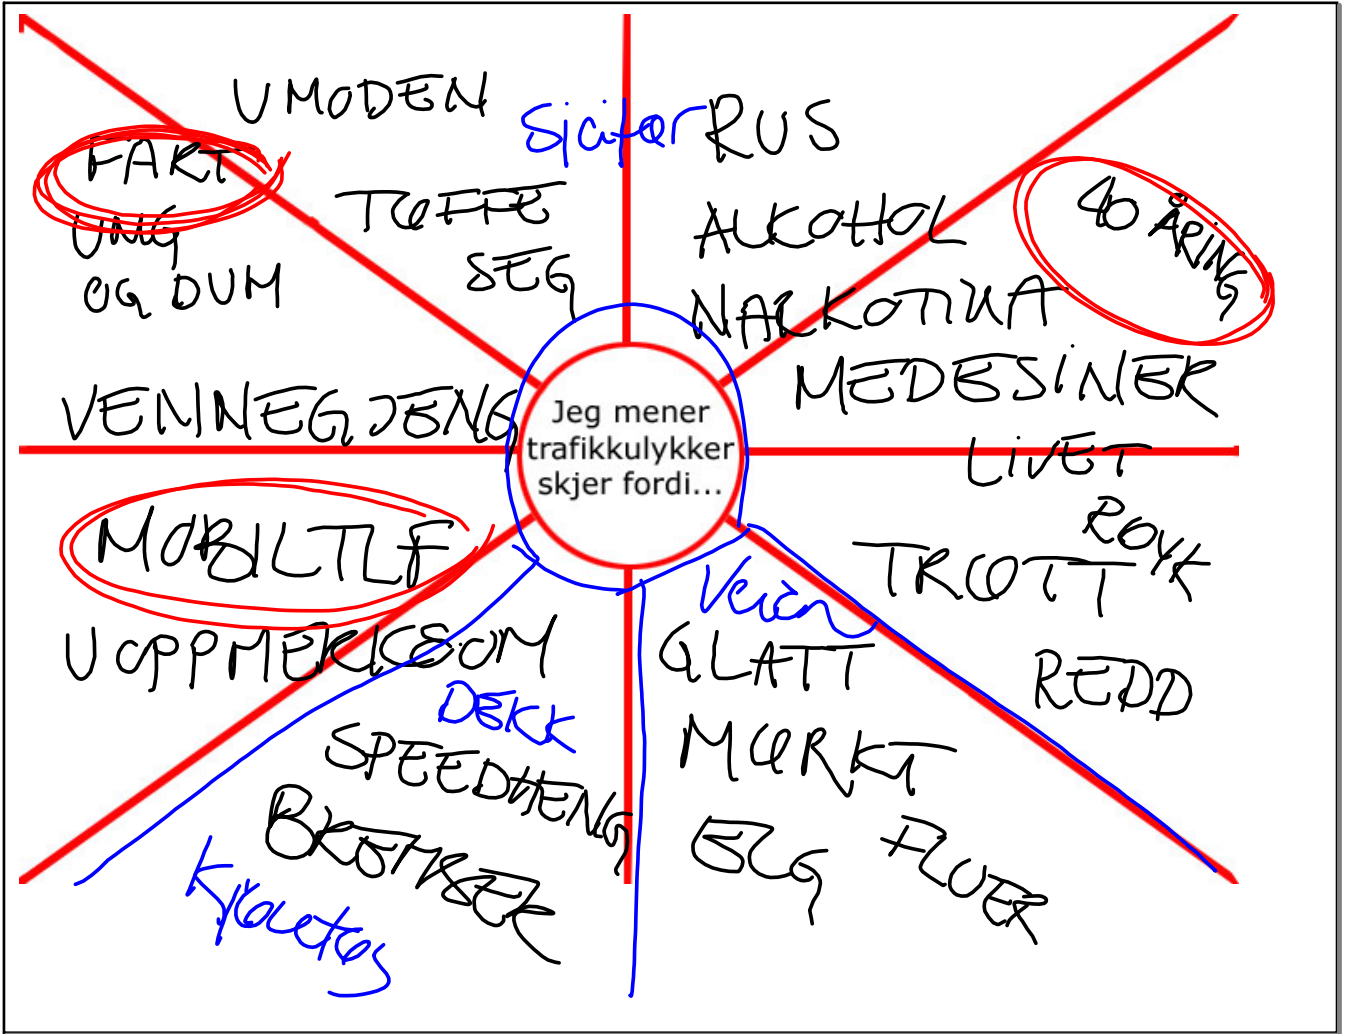 UMODEN
Sjåfør
RUS
FART
UNG
OG DUM
TØFFE
SEG
ALKOHOL
40 ÅRING
NARKOTIKA
MEDESINER
VENNEGJENG
Jeg mener
trafikkulykker
skjer fordi...
LIVET
RØYK
MOBILTLF
TRØTT
Veien
UOPPMERKSOM
GLATT
REDD
DEKK
SPEEDHENG
MØRKT
BREMSER
ELG
FLUER
Kjøretøy